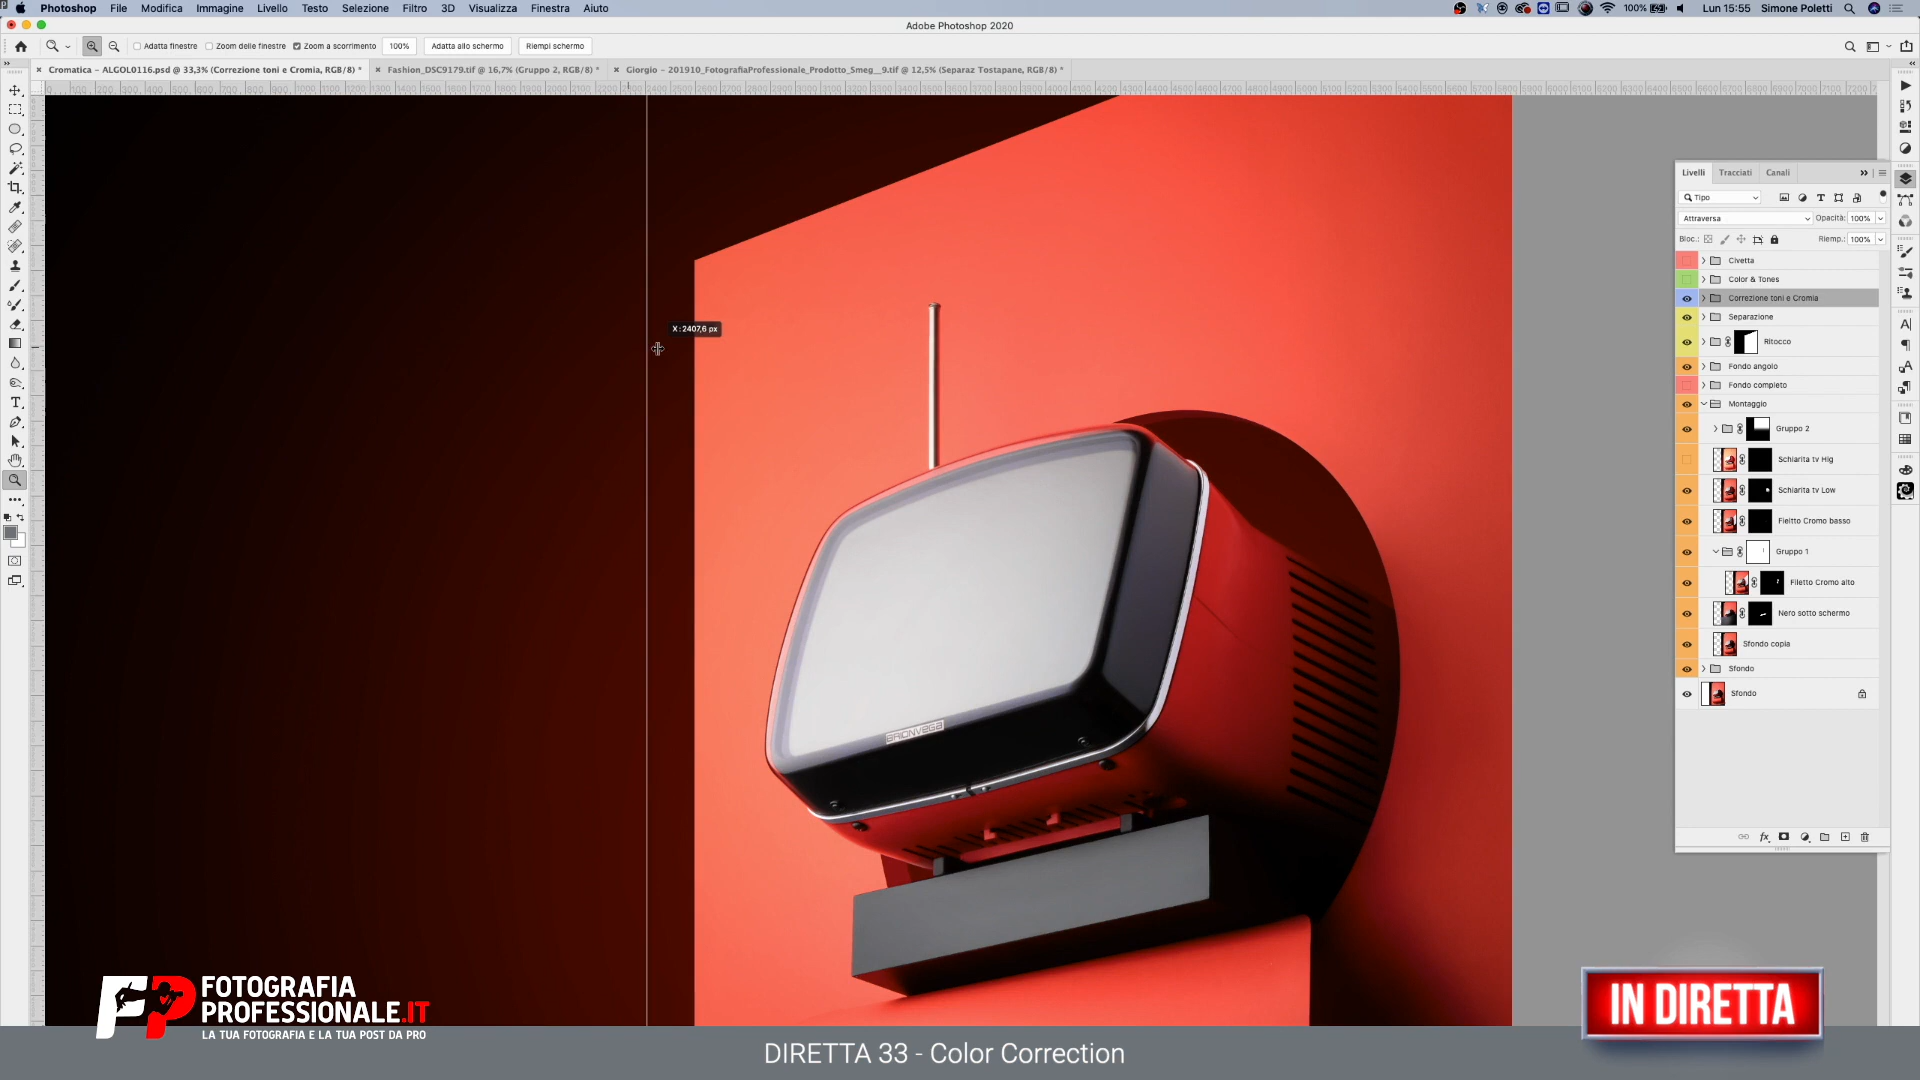 Photoshop File Modifica Immagine Livello Testo Selezione Filtro 3D Visualizza Finestra Aiuto 100% Lun 15:55 Simone Poletti
Adobe Photoshop 2020
Adatta finestre Zoom delle finestre Zoom a scorrimento 100% Adatta allo schermo Riempi schermo
Cromatica - ALGOL0116.psd @ 33,3% (Correzione toni e Cromia, RGB/8) * Fashion_DSC9179.tif @ 16,7% (Gruppo 2, RGB/8) * Giorgio - 201910_FotografiaProfessionale_Prodotto_Smeg__9.tif @ 12,5% (Separaz Tostapane, RGB/8) *
X : 2407,6 px
BRIONVEGA
Livelli Tracciati Canali
Tipo
Attraversa Opacità: 100%
Bloc.: Riemp.: 100%
Civetta
Color & Tones
Correzione toni e Cromia
Separazione
Ritocco
Fondo angolo
Fondo completo
Montaggio
Gruppo 2
Schiarita tv Hig
Schiarita tv Low
Fieltto Cromo basso
Gruppo 1
Filetto Cromo alto
Nero sotto schermo
Sfondo copia
Sfondo
Sfondo
FOTOGRAFIA
PROFESSIONALE.IT
LA TUA FOTOGRAFIA E LA TUA POST DA PRO
IN DIRETTA
DIRETTA 33 - Color Correction